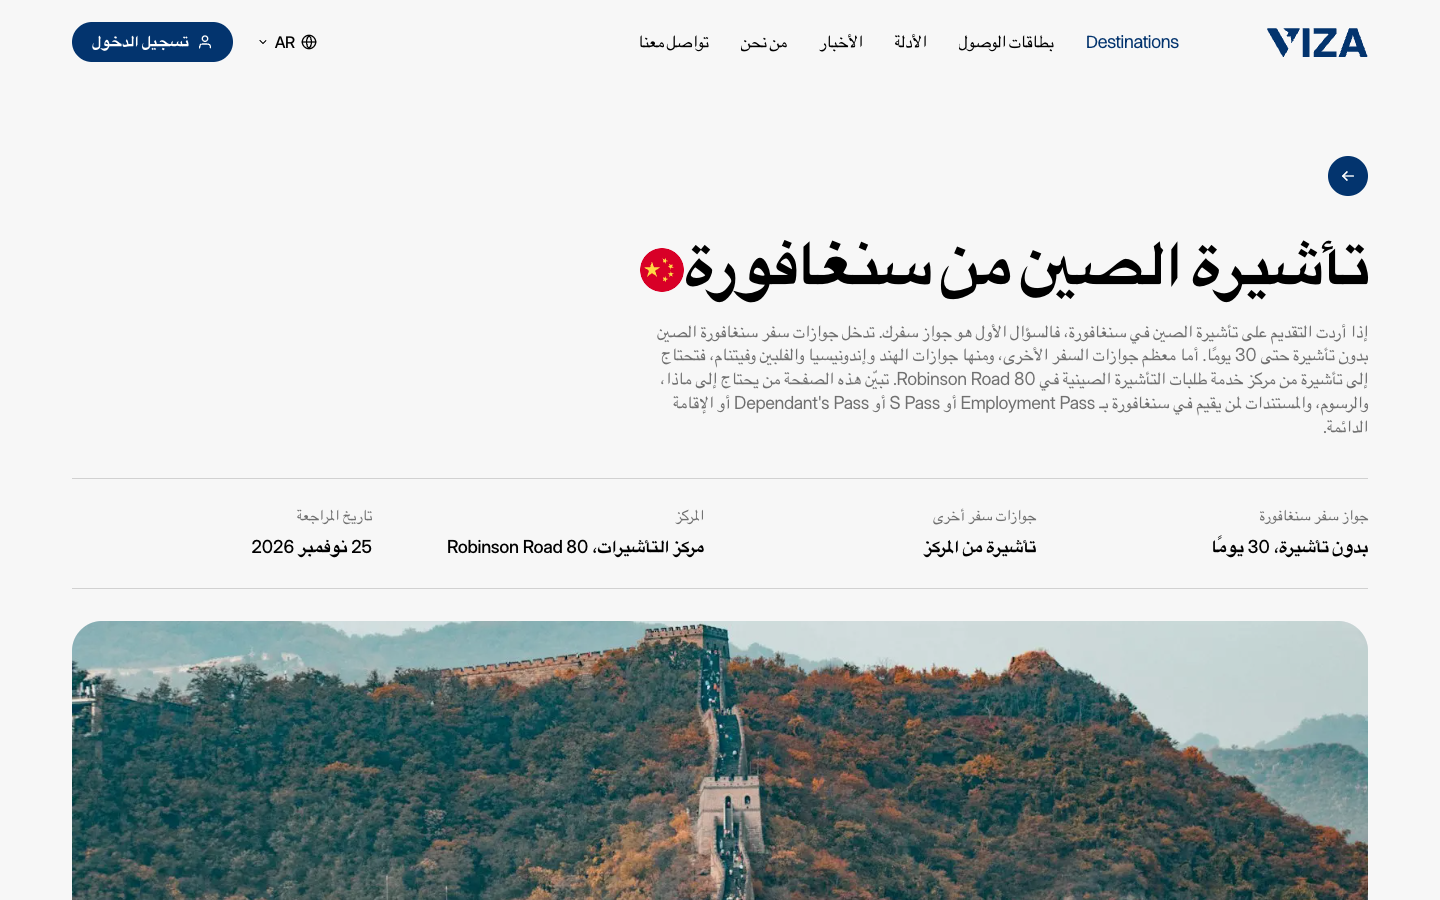 VIZA
Destinations
بطاقات الوصول
الأدلة
الأخبار
من نحن
تواصل معنا
AR
تسجيل الدخول
تأشيرة الصين من سنغافورة
إذا أردت التقديم على تأشيرة الصين في سنغافورة، فالسؤال الأول هو جواز سفرك. تدخل جوازات سفر سنغافورة الصين
بدون تأشيرة حتى 30 يومًا. أما معظم جوازات السفر الأخرى، ومنها جوازات الهند وإندونيسيا والفلبين وفيتنام، فتحتاج
إلى تأشيرة من مركز خدمة طلبات التأشيرة الصينية في 80 Robinson Road. تبيّن هذه الصفحة من يحتاج إلى ماذا،
والرسوم، والمستندات لمن يقيم في سنغافورة بـ Employment Pass أو S Pass أو Dependant's Pass أو الإقامة
الدائمة.
جواز سفر سنغافورة
بدون تأشيرة، 30 يومًا
جوازات سفر أخرى
تأشيرة من المركز
المركز
مركز التأشيرات، 80 Robinson Road
تاريخ المراجعة
25 نوفمبر 2026